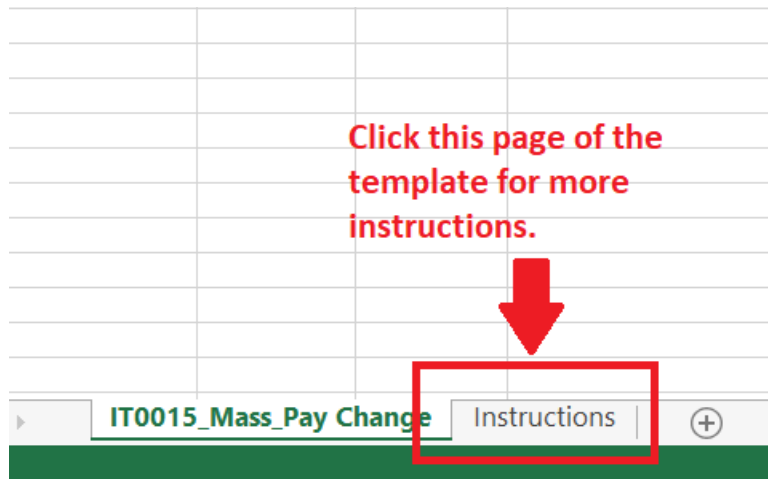 Click this page of the
template for more
instructions.
IT0015_Mass_Pay Change
Instructions